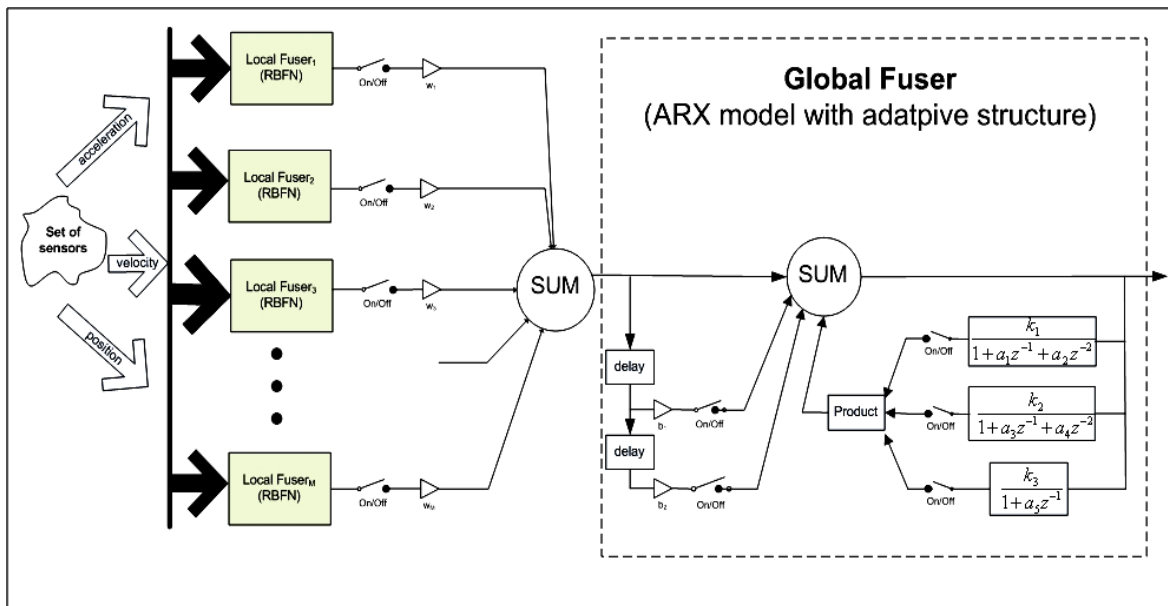 acceleration
Set of
sensors
velocity
position
Local Fuser₁
(RBFN)
On/Off
w₁
Local Fuser₂
(RBFN)
On/Off
w₂
Local Fuser₃
(RBFN)
On/Off
w₃
Local Fuser_M
(RBFN)
On/Off
w_M
SUM
Global Fuser
(ARX model with adatpive structure)
SUM
delay
b₁
On/Off
delay
b₂
On/Off
Product
On/Off
k₁
1+a₁z⁻¹+a₂z⁻²
On/Off
k₂
1+a₃z⁻¹+a₄z⁻²
On/Off
k₃
1+a₅z⁻¹